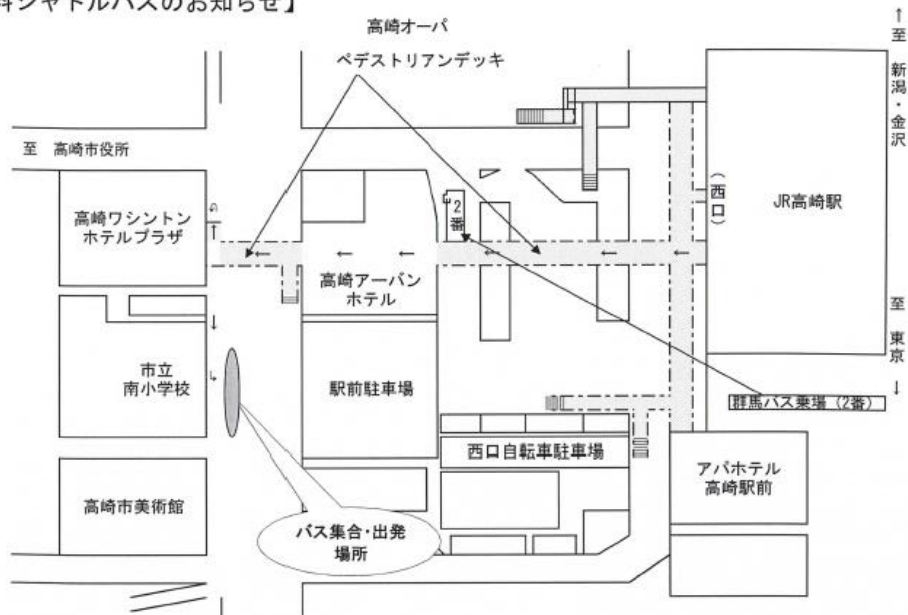 料シャトルバスのお知らせ】
高崎オーパ
ペデストリアンデッキ
↑
至
新潟・金沢
至 高崎市役所
高崎ワシントン
ホテルプラザ
2番
(西口)
JR高崎駅
高崎アーバン
ホテル
至
東京
↓
市立
南小学校
駅前駐車場
群馬バス乗場(2番)
西口自転車駐車場
アパホテル
高崎駅前
高崎市美術館
バス集合・出発
場所